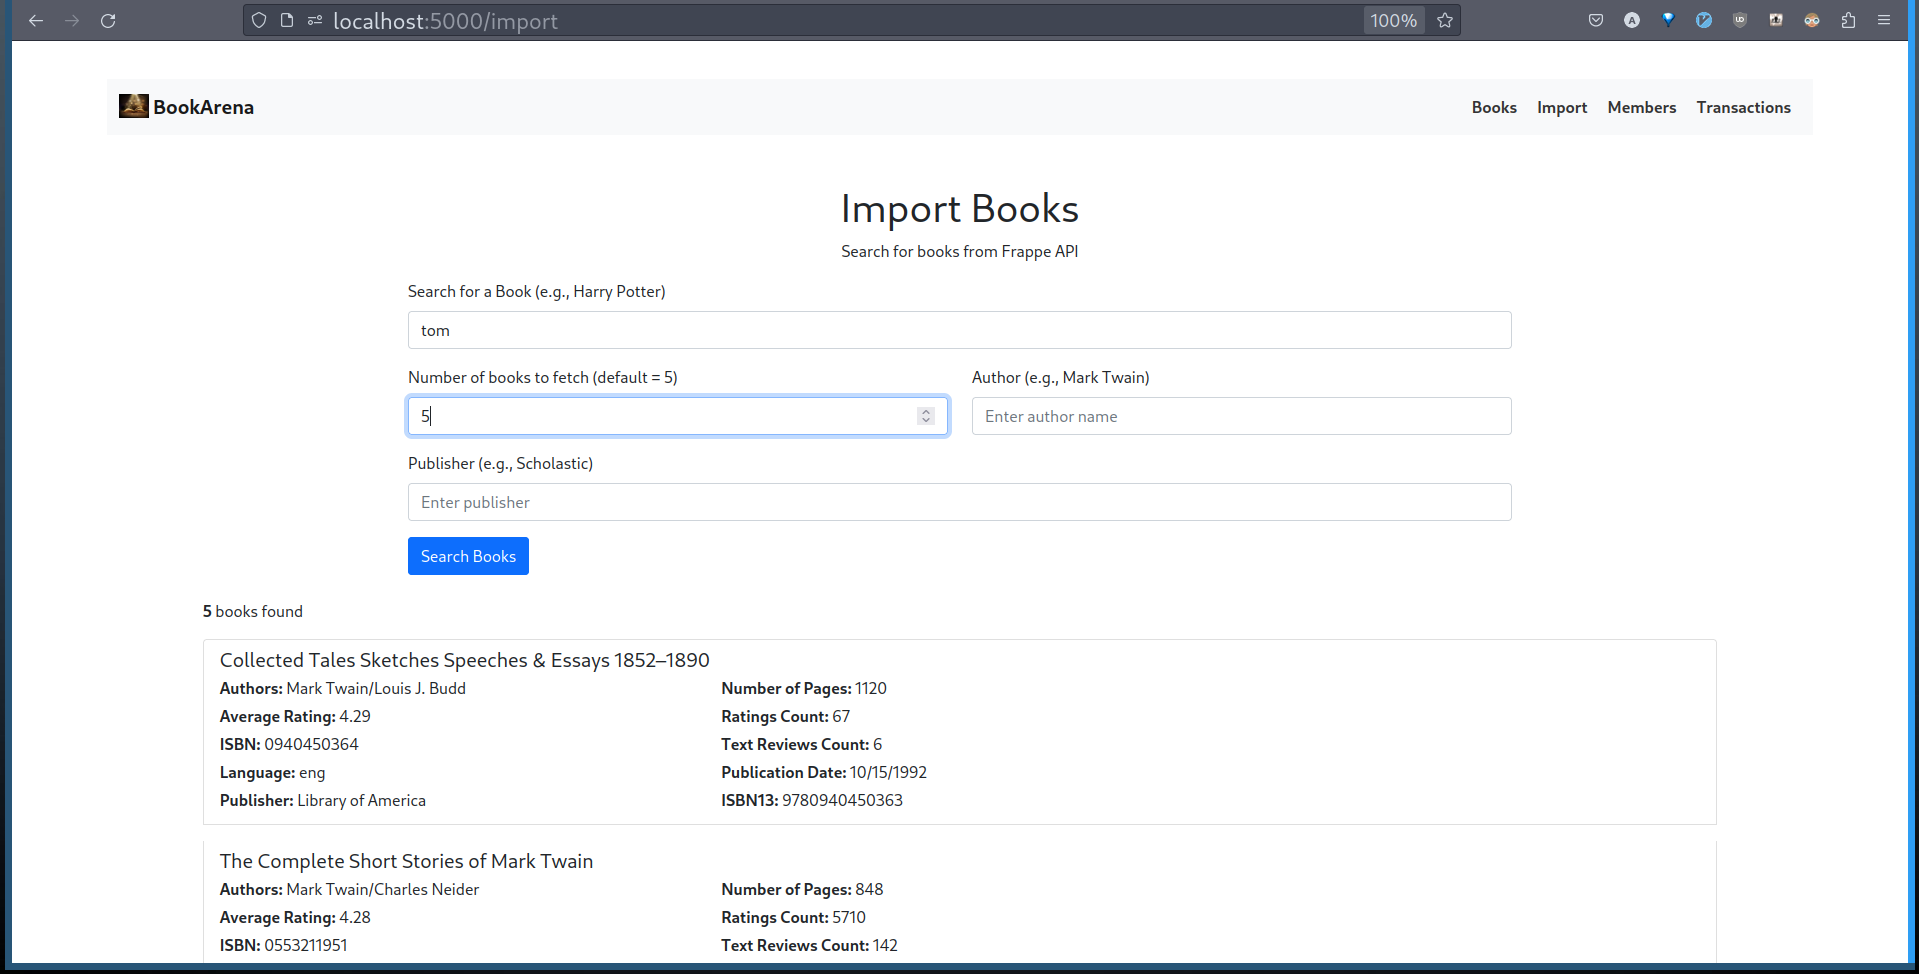 localhost:5000/import
100%
BookArena
Books Import Members Transactions
Import Books
Search for books from Frappe API
Search for a Book (e.g., Harry Potter)
tom
Number of books to fetch (default = 5) Author (e.g., Mark Twain)
5 Enter author name
Publisher (e.g., Scholastic)
Enter publisher
Search Books
5 books found
Collected Tales Sketches Speeches & Essays 1852–1890
Authors: Mark Twain/Louis J. Budd Number of Pages: 1120
Average Rating: 4.29 Ratings Count: 67
ISBN: 0940450364 Text Reviews Count: 6
Language: eng Publication Date: 10/15/1992
Publisher: Library of America ISBN13: 9780940450363
The Complete Short Stories of Mark Twain
Authors: Mark Twain/Charles Neider Number of Pages: 848
Average Rating: 4.28 Ratings Count: 5710
ISBN: 0553211951 Text Reviews Count: 142